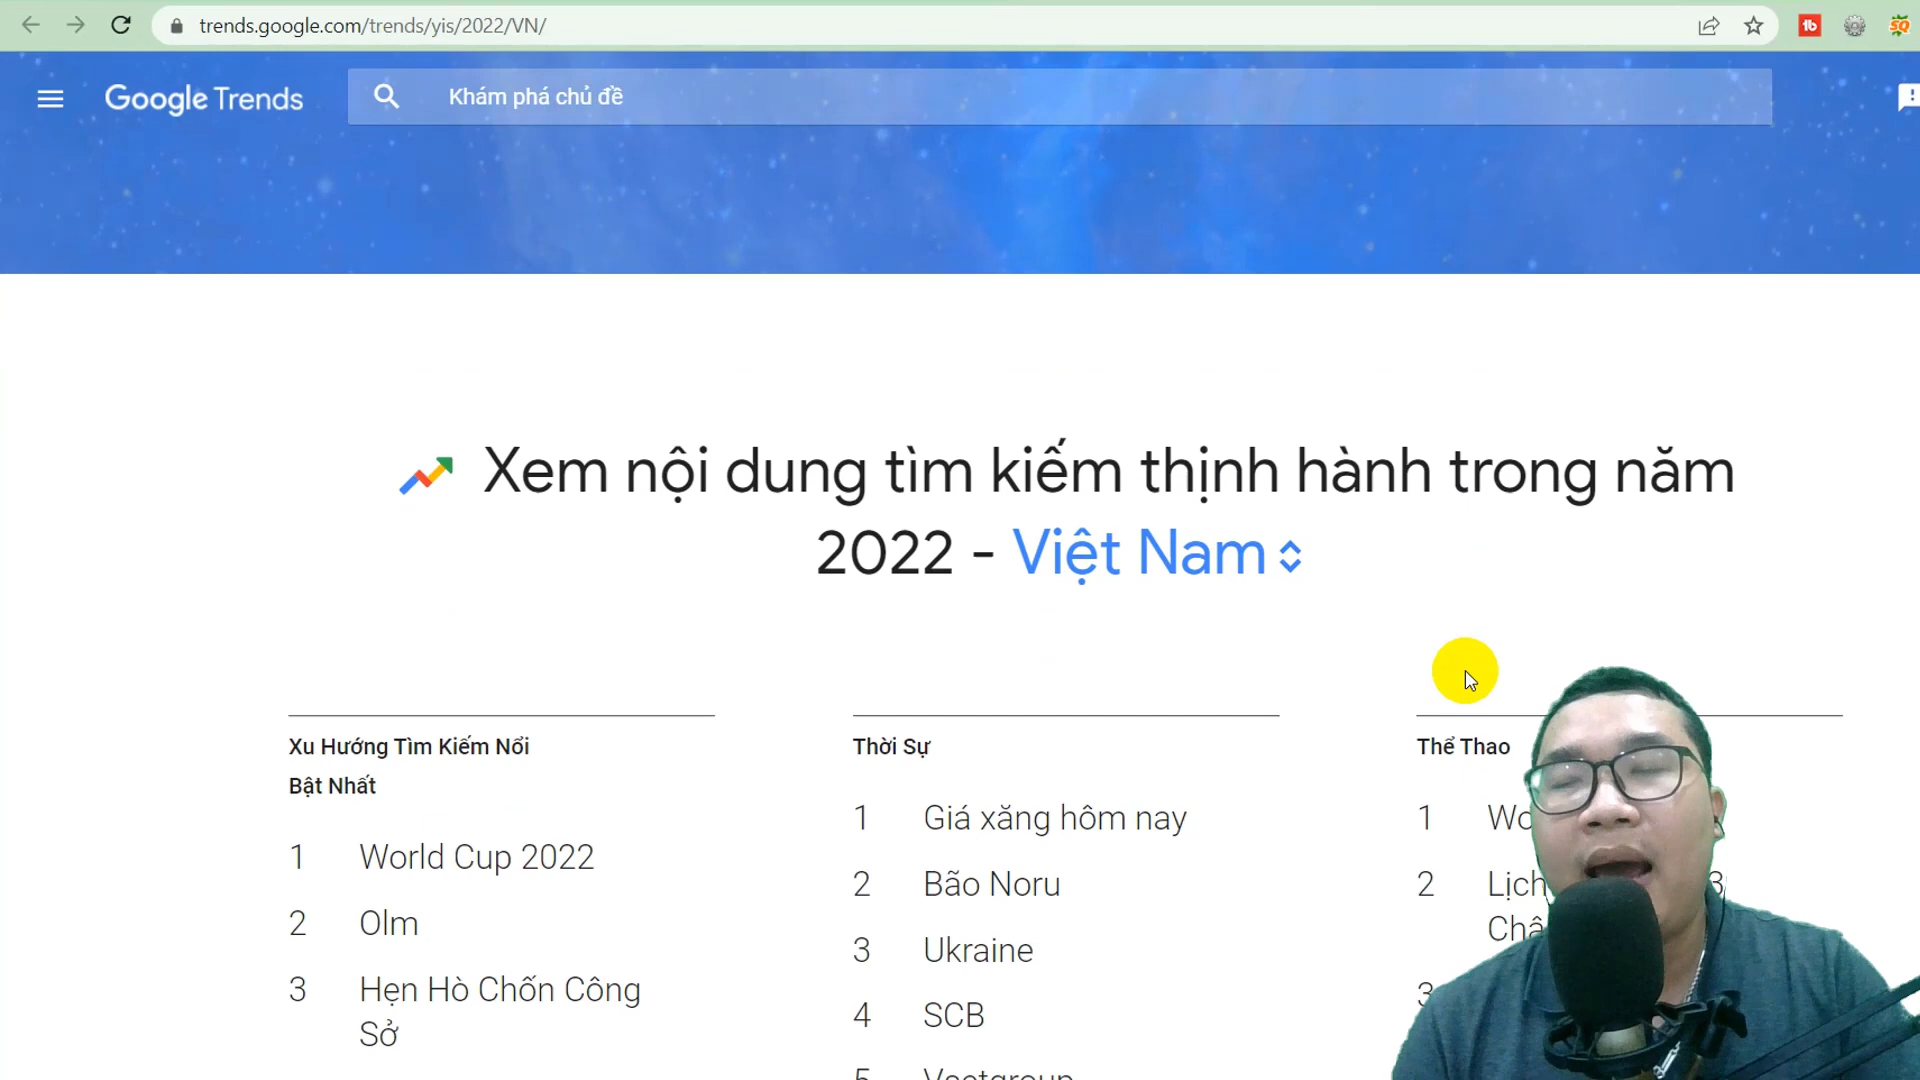 trends.google.com/trends/yis/2022/VN/
Google Trends
Khám phá chủ đề
Xem nội dung tìm kiếm thịnh hành trong năm
2022 - Việt Nam
Xu Hướng Tìm Kiếm Nổi
Bật Nhất
1 World Cup 2022
2 Olm
3 Hẹn Hò Chốn Công
Sở
Thời Sự
1 Giá xăng hôm nay
2 Bão Noru
3 Ukraine
4 SCB
Thể Thao
1
2 Lịch
3